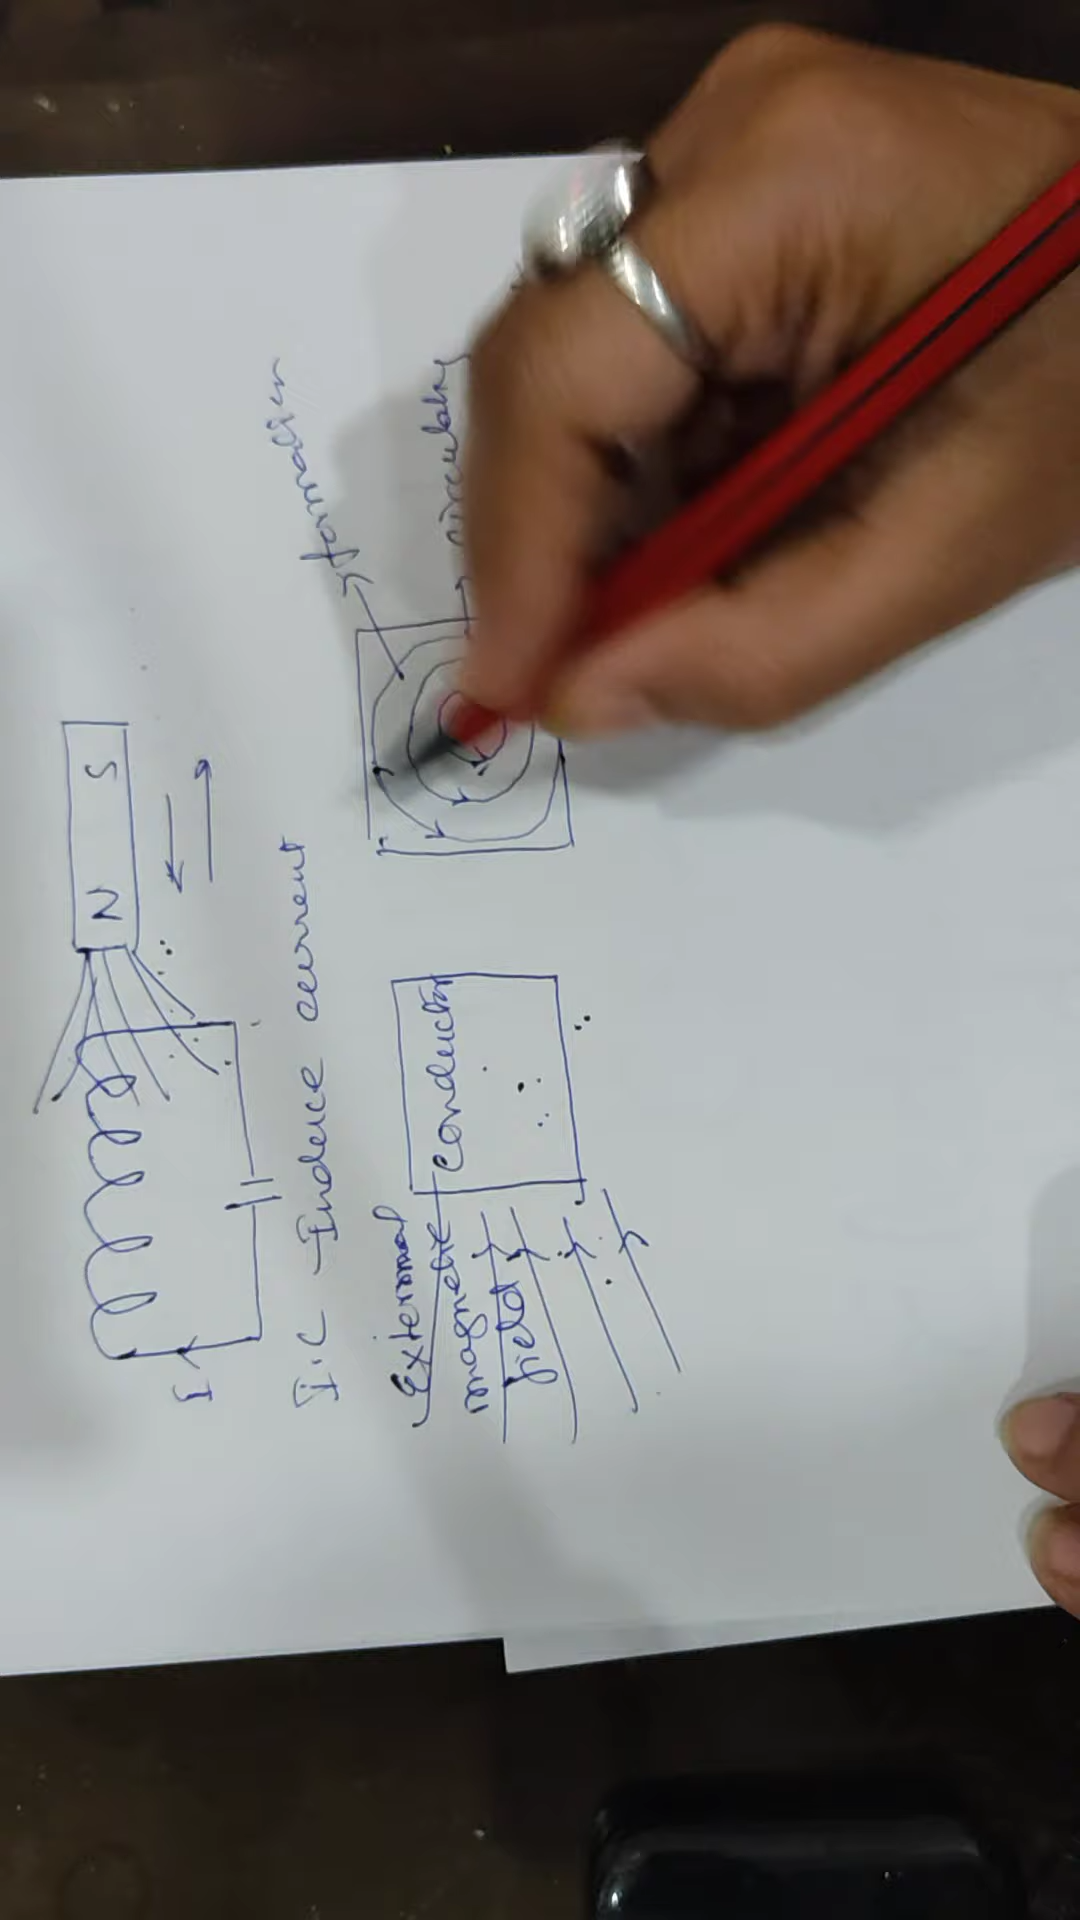 N S
I
I.C - Induce current
External
magnetic
field
Conductor
formation
circular